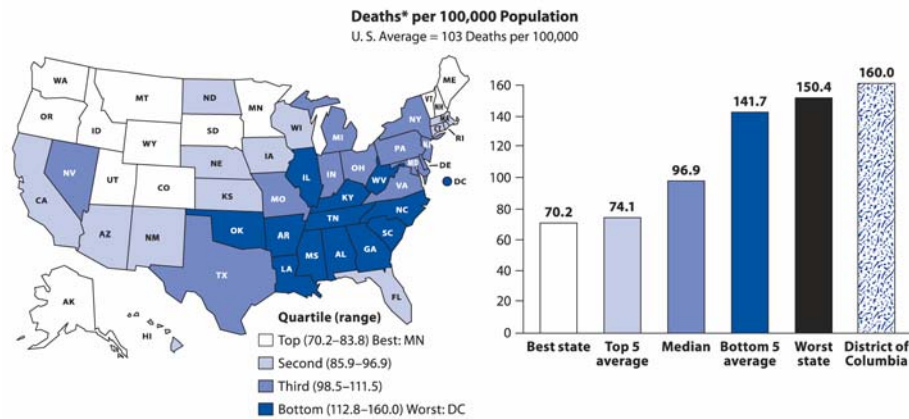 Deaths* per 100,000 Population
U. S. Average = 103 Deaths per 100,000
WA
OR
CA
NV
ID
MT
WY
UT
CO
AZ
NM
ND
SD
NE
KS
OK
TX
MN
IA
MO
AR
LA
WI
IL
MI
IN
OH
KY
TN
MS
AL
GA
FL
SC
NC
VA
WV
PA
NY
ME
VT
NH
MA
RI
CT
NJ
DE
MD
DC
AK
HI
Quartile (range)
Top (70.2–83.8) Best: MN
Second (85.9–96.9)
Third (98.5–111.5)
Bottom (112.8–160.0) Worst: DC
160
140
120
100
80
60
40
20
0
70.2
74.1
96.9
141.7
150.4
160.0
Best state
Top 5
average
Median
Bottom 5
average
Worst
state
District of
Columbia